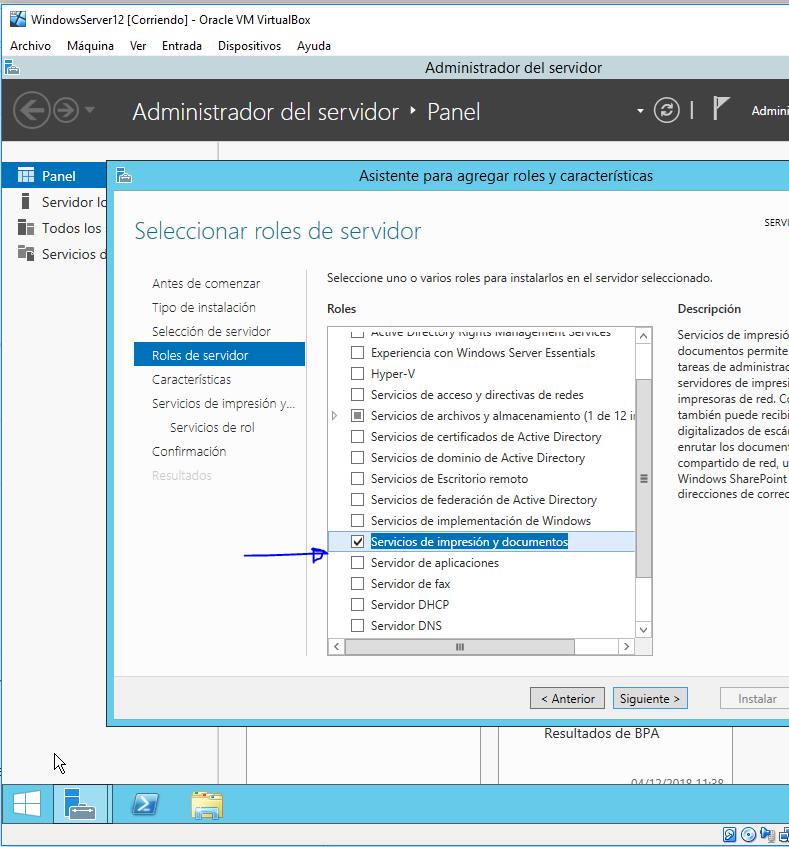 WindowsServer12 [Corriendo] - Oracle VM VirtualBox
Archivo Máquina Ver Entrada Dispositivos Ayuda
Administrador del servidor
Administrador del servidor Panel
Admini
Panel
Servidor lo
Todos los
Servicios d
Asistente para agregar roles y características
Seleccionar roles de servidor
SERVI
Antes de comenzar
Tipo de instalación
Selección de servidor
Roles de servidor
Características
Servicios de impresión y...
Servicios de rol
Confirmación
Resultados
Seleccione uno o varios roles para instalarlos en el servidor seleccionado.
Roles
Active Directory Rights Management Services
Experiencia con Windows Server Essentials
Hyper-V
Servicios de acceso y directivas de redes
Servicios de archivos y almacenamiento (1 de 12 i
Servicios de certificados de Active Directory
Servicios de dominio de Active Directory
Servicios de Escritorio remoto
Servicios de federación de Active Directory
Servicios de implementación de Windows
Servicios de impresión y documentos
Servidor de aplicaciones
Servidor de fax
Servidor DHCP
Servidor DNS
Descripción
Servicios de impresió
documentos permite
tareas de administrac
servidores de impresi
impresoras de red. Co
también puede recibi
digitalizados de escán
enrutar los document
compartido de red, u
Windows SharePoint
direcciones de correo
< Anterior
Siguiente >
Instalar
Resultados de BPA
04/12/2018 11:38